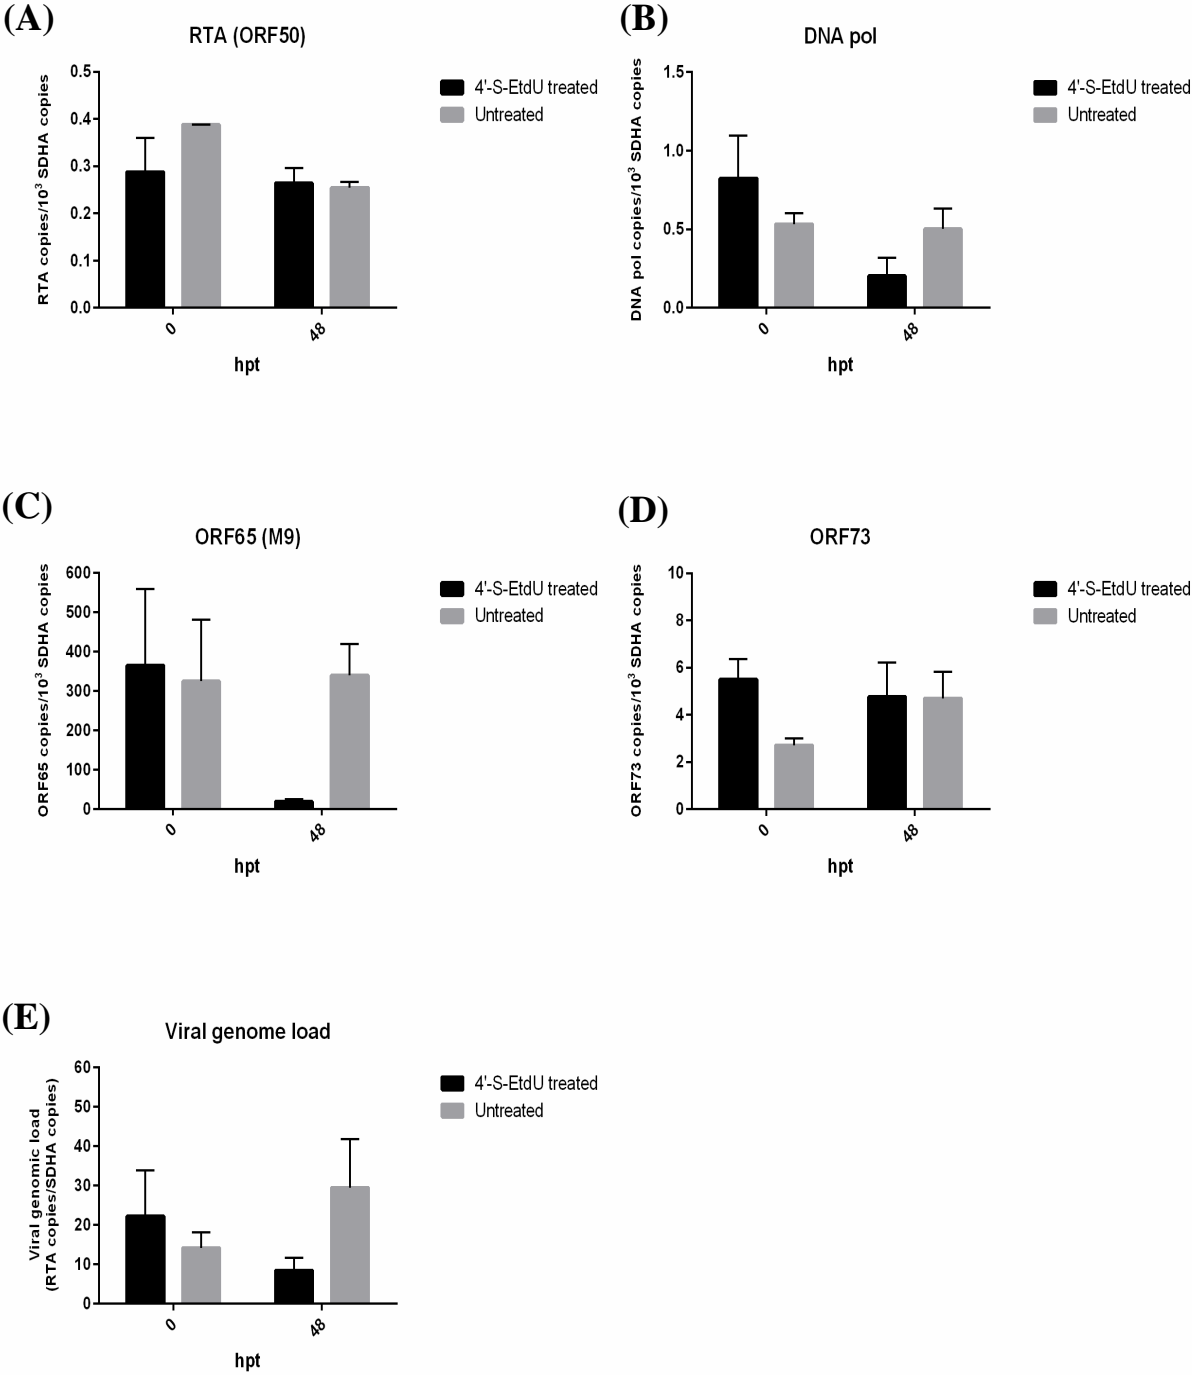 (A)
RTA (ORF50)
RTA copies/10³ SDHA copies
0.5
0.4
0.3
0.2
0.1
0.0
0
48
hpt
4'-S-EtdU treated
Untreated
(B)
DNA pol
DNA pol copies/10³ SDHA copies
1.5
1.0
0.5
0.0
0
48
hpt
4'-S-EtdU treated
Untreated
(C)
ORF65 (M9)
ORF65 copies/10³ SDHA copies
600
500
400
300
200
100
0
0
48
hpt
4'-S-EtdU treated
Untreated
(D)
ORF73
ORF73 copies/10³ SDHA copies
10
8
6
4
2
0
0
48
hpt
4'-S-EtdU treated
Untreated
(E)
Viral genome load
Viral genomic load
(RTA copies/SDHA copies)
60
50
40
30
20
10
0
0
48
hpt
4'-S-EtdU treated
Untreated